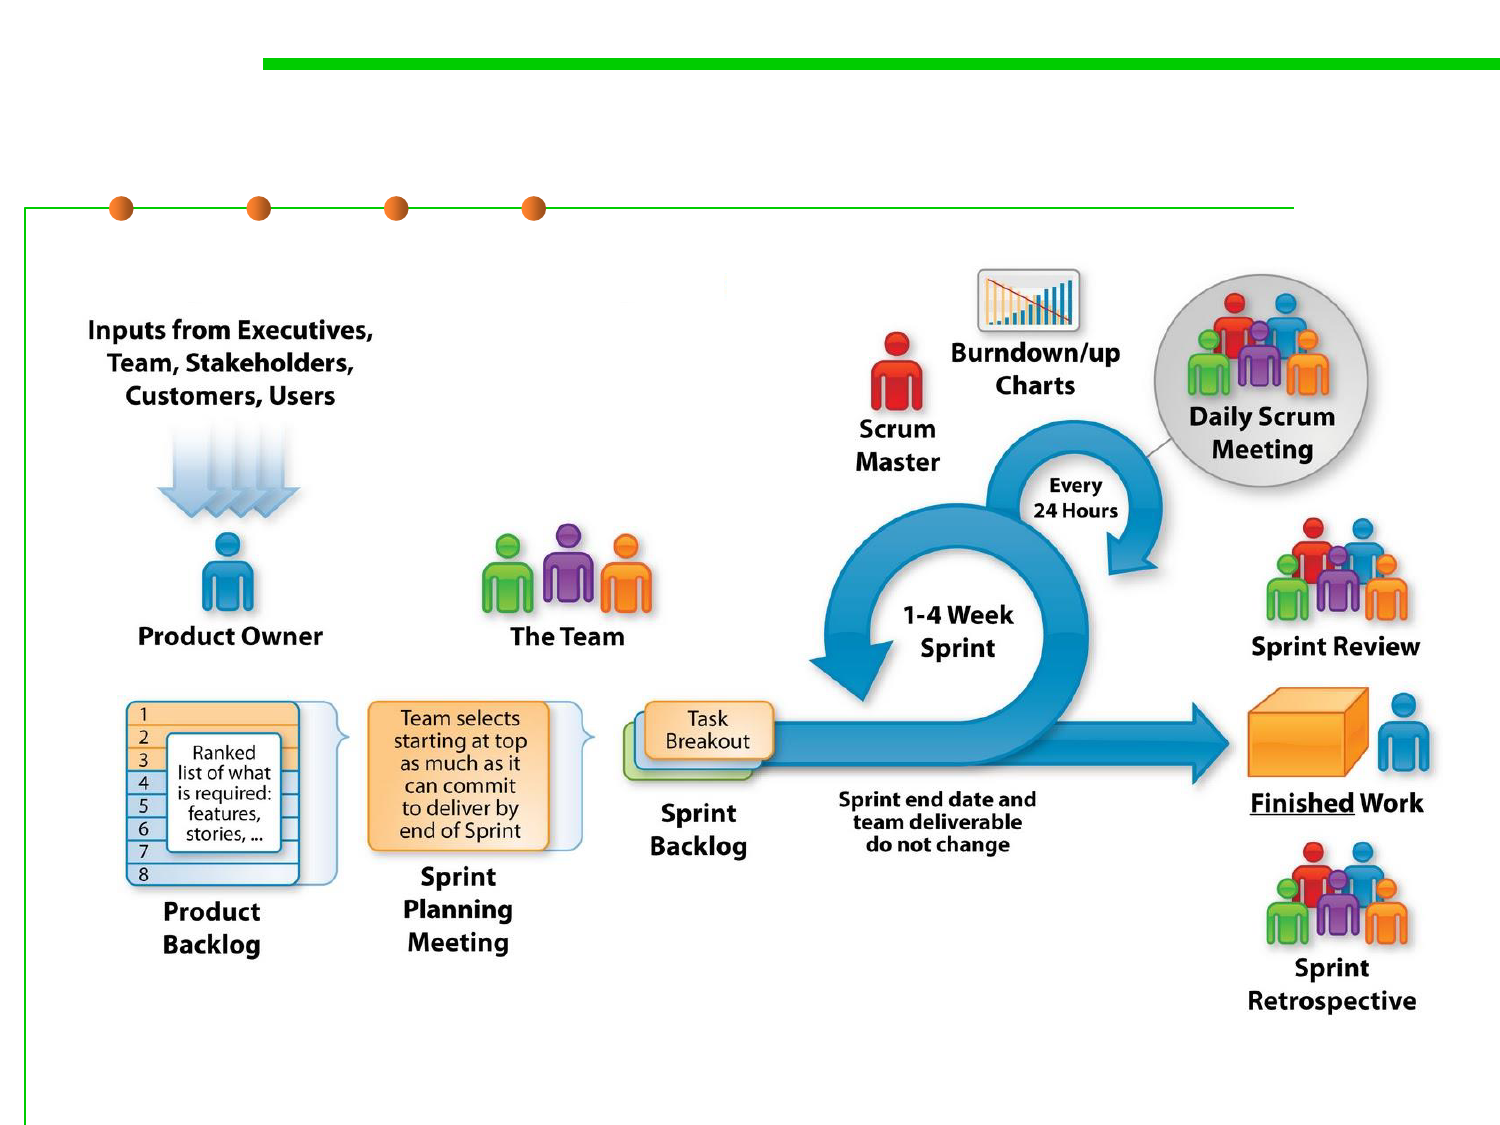 Inputs from Executives,
Team, Stakeholders,
Customers, Users
Product Owner
The Team
Scrum
Master
Burndown/up
Charts
Daily Scrum
Meeting
Every
24 Hours
1-4 Week
Sprint
Sprint Review
1
2
3
4
5
6
7
8
Ranked
list of what
is required:
features,
stories, ...
Product
Backlog
Team selects
starting at top
as much as it
can commit
to deliver by
end of Sprint
Sprint
Planning
Meeting
Task
Breakout
Sprint
Backlog
Sprint end date and
team deliverable
do not change
Finished Work
Sprint
Retrospective